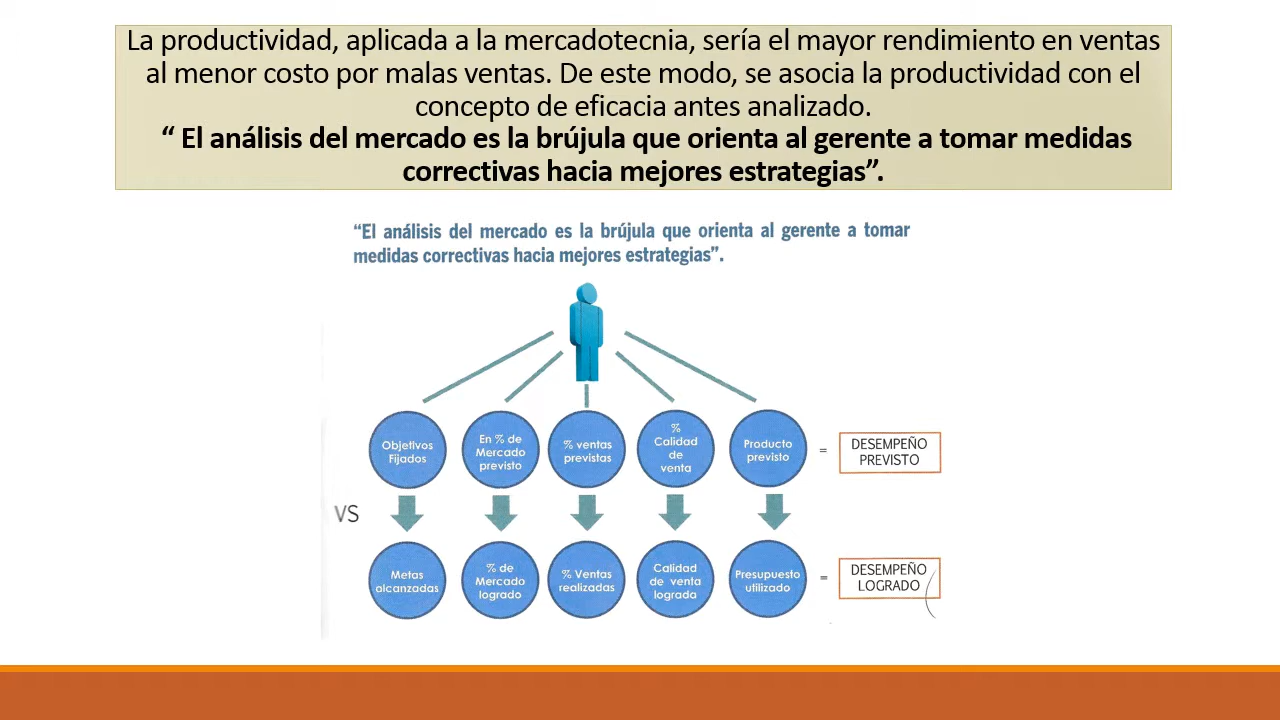 La productividad, aplicada a la mercadotecnia, sería el mayor rendimiento en ventas
al menor costo por malas ventas. De este modo, se asocia la productividad con el
concepto de eficacia antes analizado.
“ El análisis del mercado es la brújula que orienta al gerente a tomar medidas
correctivas hacia mejores estrategias”.
“El análisis del mercado es la brújula que orienta al gerente a tomar
medidas correctivas hacia mejores estrategias”.
Objetivos
Fijados
En % de
Mercado
previsto
% ventas
previstas
%
Calidad
de
venta
Producto
previsto
=
DESEMPEÑO
PREVISTO
VS
Metas
alcanzadas
% de
Mercado
logrado
% Ventas
realizadas
Calidad
de venta
lograda
Presupuesto
utilizado
=
DESEMPEÑO
LOGRADO